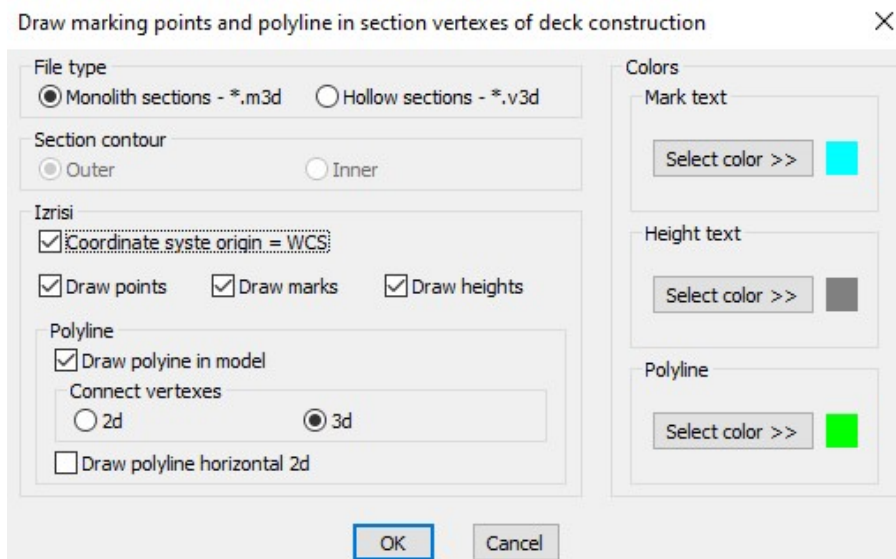 Draw marking points and polyline in section vertexes of deck construction
File type
Monolith sections - *.m3d Hollow sections - *.v3d
Section contour
Outer Inner
Izrisi
Coordinate syste origin = WCS
Draw points Draw marks Draw heights
Polyline
Draw polyine in model
Connect vertexes
2d 3d
Draw polyline horizontal 2d
Colors
Mark text
Select color >>
Height text
Select color >>
Polyline
Select color >>
OK Cancel